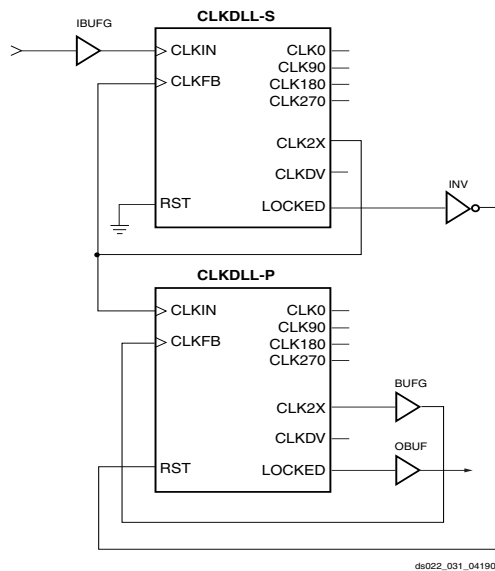 CLKDLL-S
IBUFG
CLKIN
CLKFB
RST
CLK0
CLK90
CLK180
CLK270
CLK2X
CLKDV
LOCKED
INV
CLKDLL-P
CLKIN
CLKFB
RST
CLK0
CLK90
CLK180
CLK270
CLK2X
CLKDV
LOCKED
BUFG
OBUF
ds022_031_04190